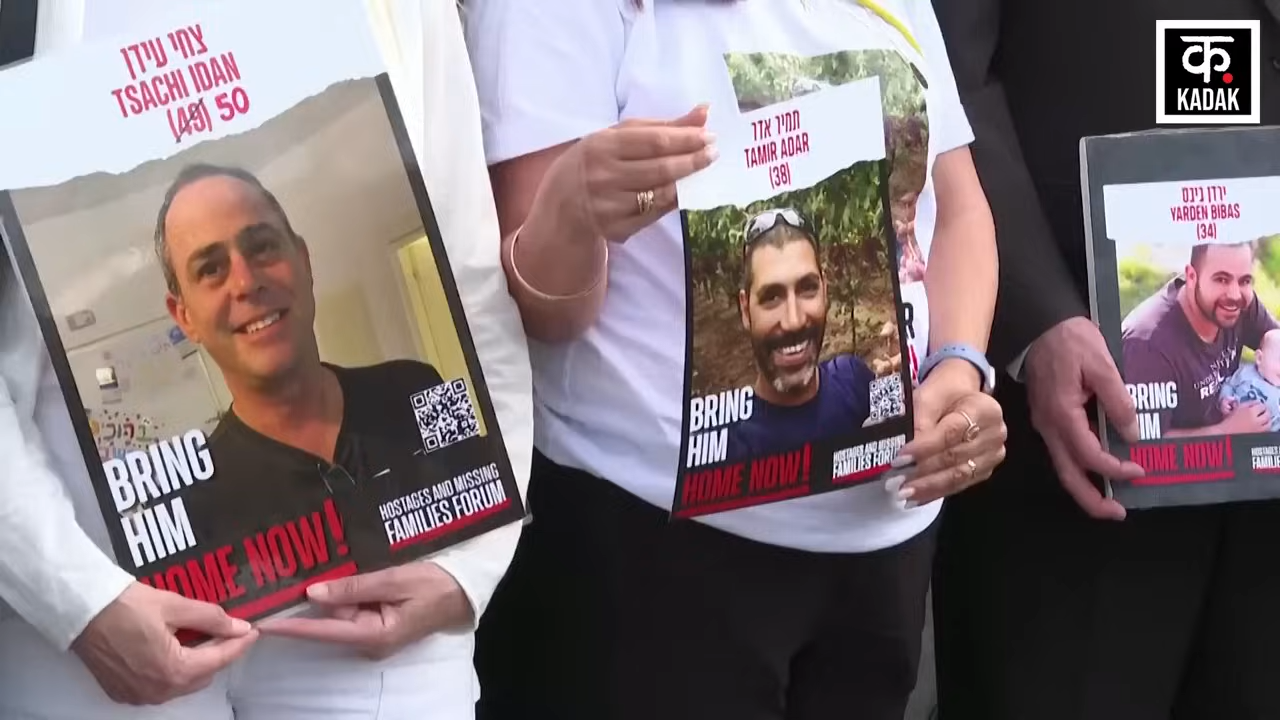 צחי עידן
TSACHI IDAN
(49) 50
BRING
HIM
HOME NOW!
HOSTAGES AND MISSING
FAMILIES FORUM
תמיר אדר
TAMIR ADAR
(38)
BRING
HIM
HOME NOW!
HOSTAGES AND MISSING
FAMILIES FORUM
R
ירדן ביבס
YARDEN BIBAS
(34)
BRING
HIM
HOME NOW!
HOSTAGES
FAMILIE
क.
KADAK